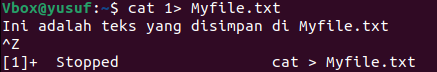 Vbox@yusuf:~$ cat 1> Myfile.txt
Ini adalah teks yang disimpan di Myfile.txt
^Z
[1]+  Stopped                 cat > Myfile.txt